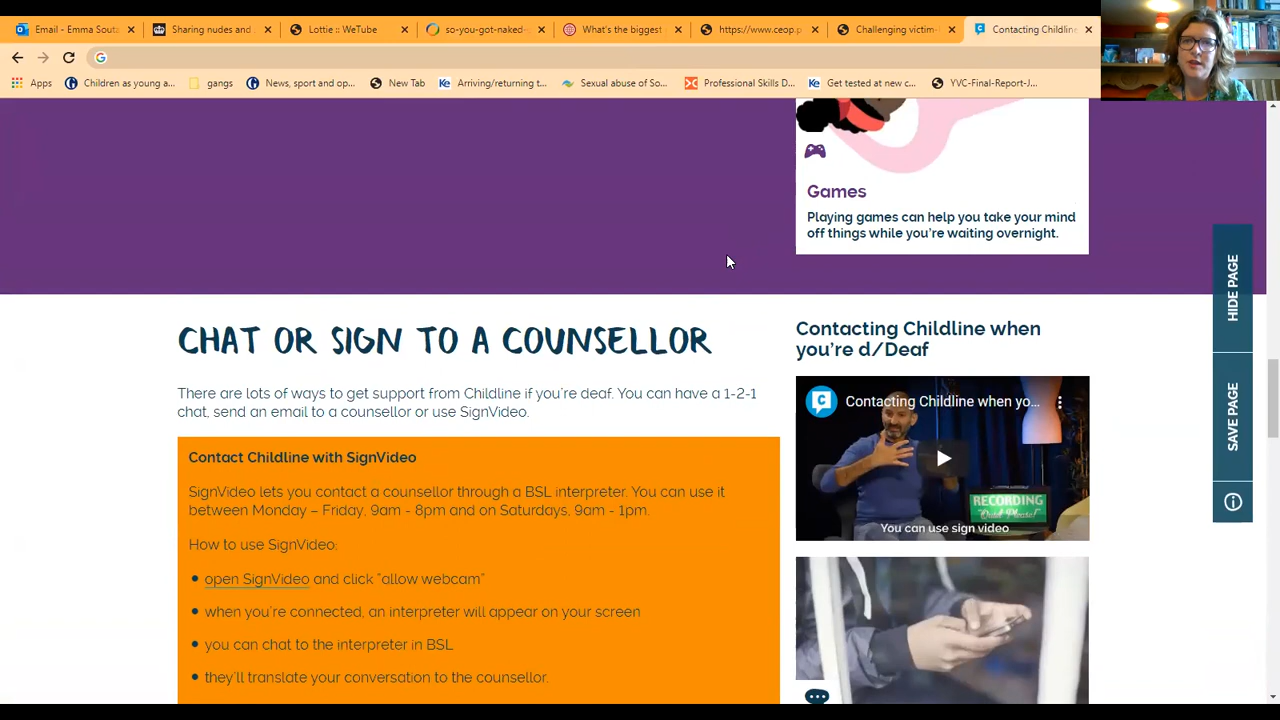 Email - Emma Souta
Sharing nudes and
Lottie :: WeTube
so-you-got-naked-
What's the biggest
https://www.ceop.p
Challenging victim-
Contacting Childline
Apps
Children as young a...
gangs
News, sport and op...
New Tab
Arriving/returning t...
Sexual abuse of So...
Professional Skills D...
Get tested at new c...
YVC-Final-Report-J...
Games
Playing games can help you take your mind
off things while you're waiting overnight.
HIDE PAGE
SAVE PAGE
CHAT OR SIGN TO A COUNSELLOR
There are lots of ways to get support from Childline if you're deaf. You can have a 1-2-1
chat, send an email to a counsellor or use SignVideo.
Contact Childline with SignVideo
SignVideo lets you contact a counsellor through a BSL interpreter. You can use it
between Monday – Friday, 9am - 8pm and on Saturdays, 9am - 1pm.
How to use SignVideo:
• open SignVideo and click "allow webcam"
• when you're connected, an interpreter will appear on your screen
• you can chat to the interpreter in BSL
• they'll translate your conversation to the counsellor.
Contacting Childline when
you're d/Deaf
Contacting Childline when yo...
RECORDING
"Quiet Please!"
You can use sign video